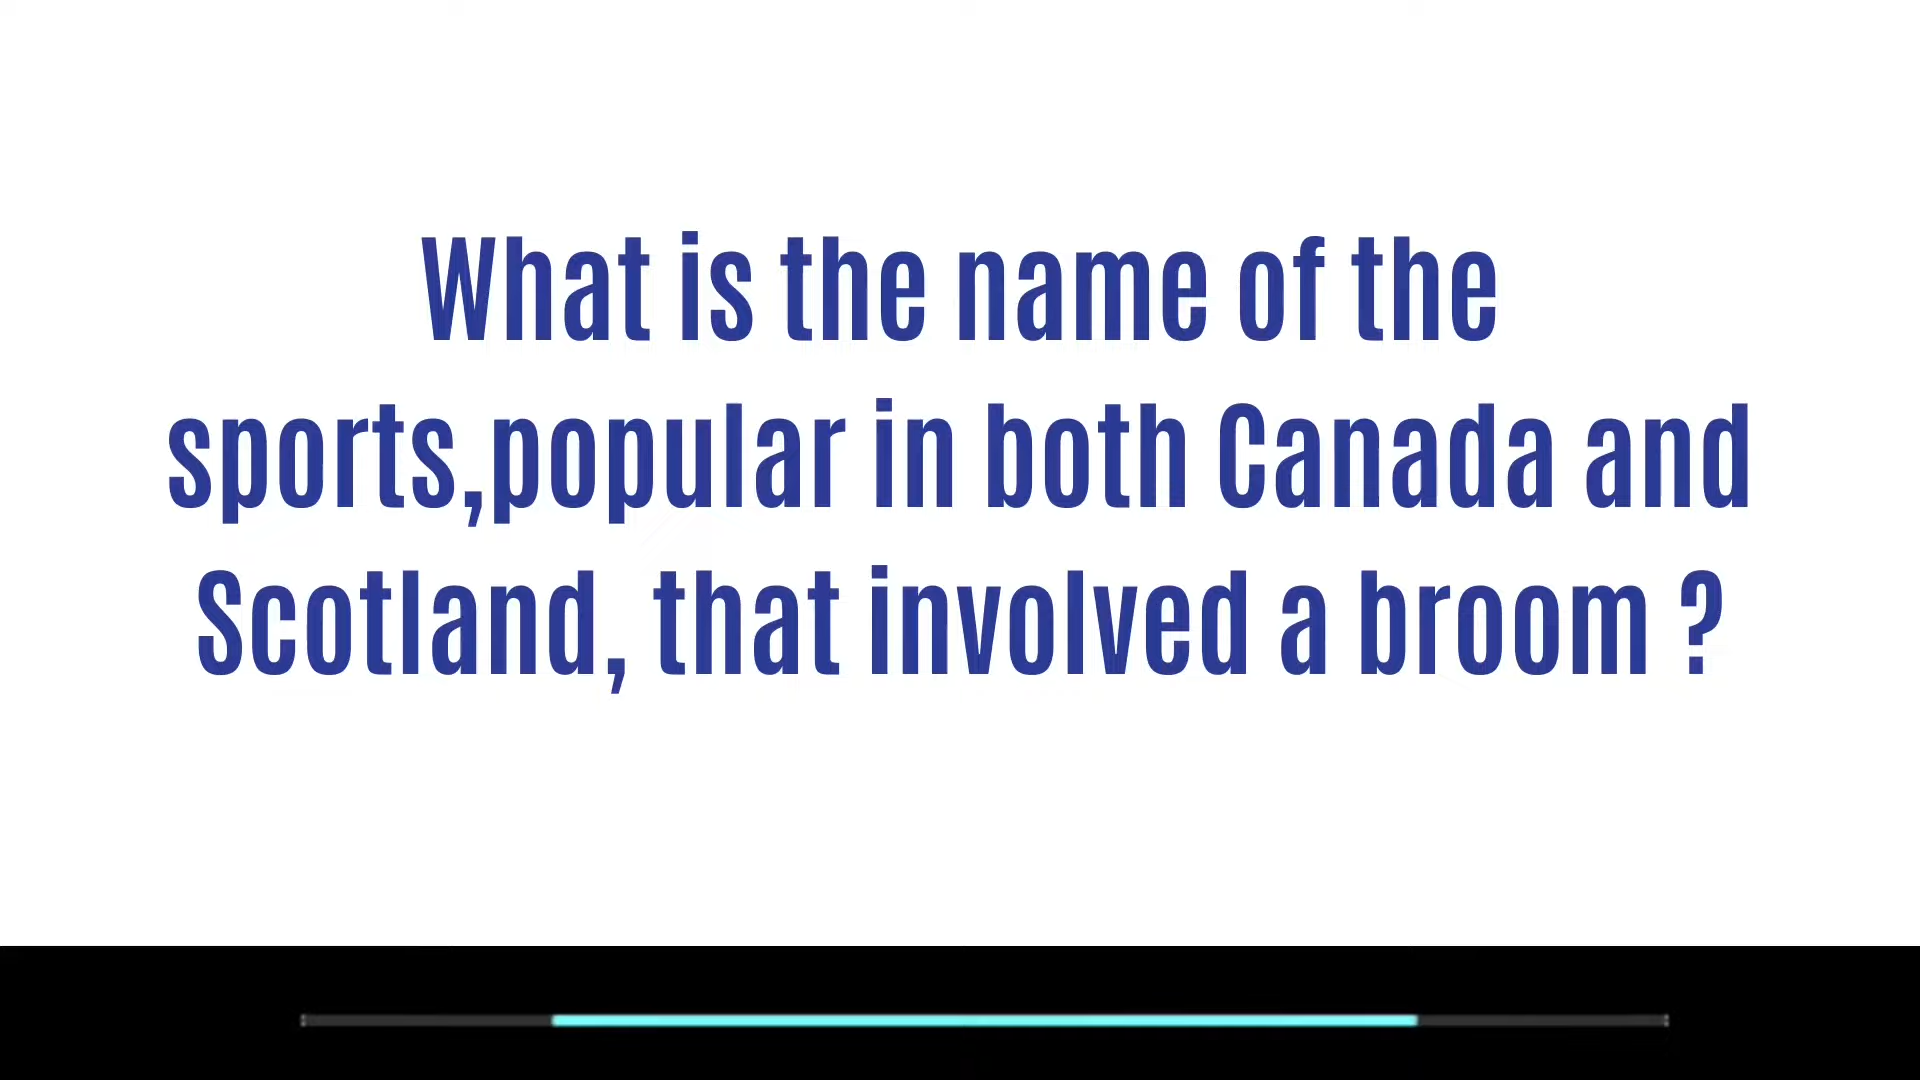 What is the name of the
sports,popular in both Canada and
Scotland, that involved a broom ?